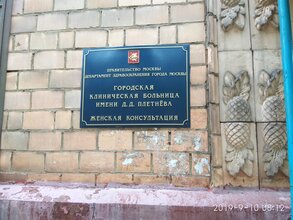 ПРАВИТЕЛЬСТВО МОСКВЫ
ДЕПАРТАМЕНТ ЗДРАВООХРАНЕНИЯ ГОРОДА МОСКВЫ
ГОРОДСКАЯ
КЛИНИЧЕСКАЯ БОЛЬНИЦА
ИМЕНИ Д.Д. ПЛЕТНЁВА
ЖЕНСКАЯ КОНСУЛЬТАЦИЯ
2019-9-10 08:12